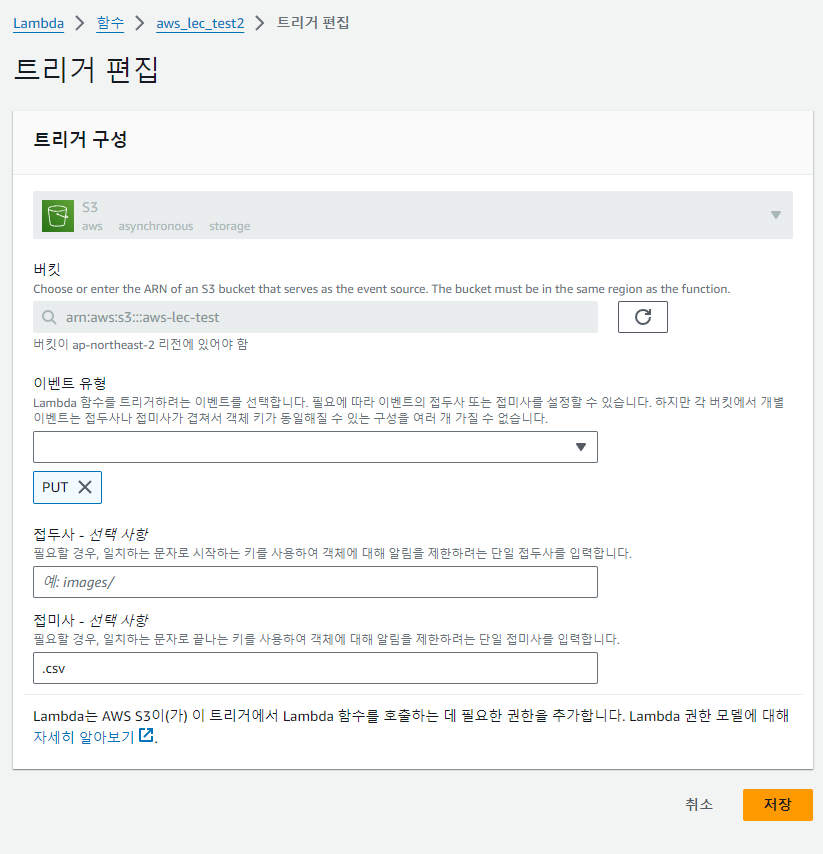 Lambda > 함수 > aws_lec_test2 > 트리거 편집
트리거 편집
트리거 구성
S3
aws asynchronous storage
버킷
Choose or enter the ARN of an S3 bucket that serves as the event source. The bucket must be in the same region as the function.
arn:aws:s3:::aws-lec-test
버킷이 ap-northeast-2 리전에 있어야 함
이벤트 유형
Lambda 함수를 트리거하려는 이벤트를 선택합니다. 필요에 따라 이벤트의 접두사 또는 접미사를 설정할 수 있습니다. 하지만 각 버킷에서 개별
이벤트는 접두사나 접미사가 겹쳐서 객체 키가 동일해질 수 있는 구성을 여러 개 가질 수 없습니다.
PUT
접두사 - 선택 사항
필요할 경우, 일치하는 문자로 시작하는 키를 사용하여 객체에 대해 알림을 제한하려는 단일 접두사를 입력합니다.
예: images/
접미사 - 선택 사항
필요할 경우, 일치하는 문자로 끝나는 키를 사용하여 객체에 대해 알림을 제한하려는 단일 접미사를 입력합니다.
.csv
Lambda는 AWS S3이(가) 이 트리거에서 Lambda 함수를 호출하는 데 필요한 권한을 추가합니다. Lambda 권한 모델에 대해
자세히 알아보기.
취소 저장